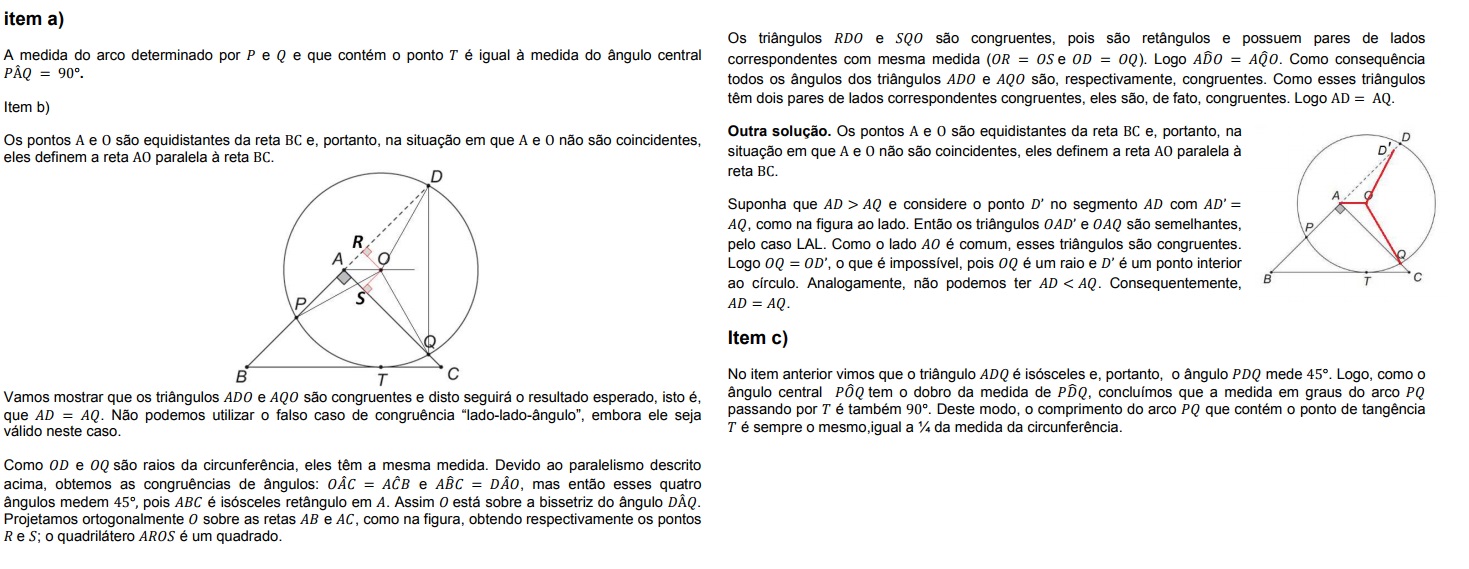 item a)
A medida do arco determinado por P e Q e que contém o ponto T é igual à medida do ângulo central
PÂQ = 90°.
Item b)
Os pontos A e O são equidistantes da reta BC e, portanto, na situação em que A e O não são coincidentes,
eles definem a reta AO paralela à reta BC.
D
R
A
O
S
P
Q
B
T
C
Vamos mostrar que os triângulos ADO e AQO são congruentes e disto seguirá o resultado esperado, isto é,
que AD = AQ. Não podemos utilizar o falso caso de congruência “lado-lado-ângulo”, embora ele seja
válido neste caso.
Como OD e OQ são raios da circunferência, eles têm a mesma medida. Devido ao paralelismo descrito
acima, obtemos as congruências de ângulos: OÂC = AĈB e AB̂C = DÂO, mas então esses quatro
ângulos medem 45°, pois ABC é isósceles retângulo em A. Assim O está sobre a bissetriz do ângulo DÂQ.
Projetamos ortogonalmente O sobre as retas AB e AC, como na figura, obtendo respectivamente os pontos
R e S; o quadrilátero AROS é um quadrado.
Os triângulos RDO e SQO são congruentes, pois são retângulos e possuem pares de lados
correspondentes com mesma medida (OR = OS e OD = OQ). Logo AD̂O = AQ̂O. Como consequência
todos os ângulos dos triângulos ADO e AQO são, respectivamente, congruentes. Como esses triângulos
têm dois pares de lados correspondentes congruentes, eles são, de fato, congruentes. Logo AD = AQ.
Outra solução. Os pontos A e O são equidistantes da reta BC e, portanto, na
situação em que A e O não são coincidentes, eles definem a reta AO paralela à
reta BC.
Suponha que AD > AQ e considere o ponto D' no segmento AD com AD' =
AQ, como na figura ao lado. Então os triângulos OAD' e OAQ são semelhantes,
pelo caso LAL. Como o lado AO é comum, esses triângulos são congruentes.
Logo OQ = OD', o que é impossível, pois OQ é um raio e D' é um ponto interior
ao círculo. Analogamente, não podemos ter AD < AQ. Consequentemente,
AD = AQ.
D
D'
A
O
P
Q
B
T
C
Item c)
No item anterior vimos que o triângulo ADQ é isósceles e, portanto, o ângulo PDQ mede 45°. Logo, como o
ângulo central PÔQ tem o dobro da medida de PD̂Q, concluímos que a medida em graus do arco PQ
passando por T é também 90°. Deste modo, o comprimento do arco PQ que contém o ponto de tangência
T é sempre o mesmo,igual a ¼ da medida da circunferência.